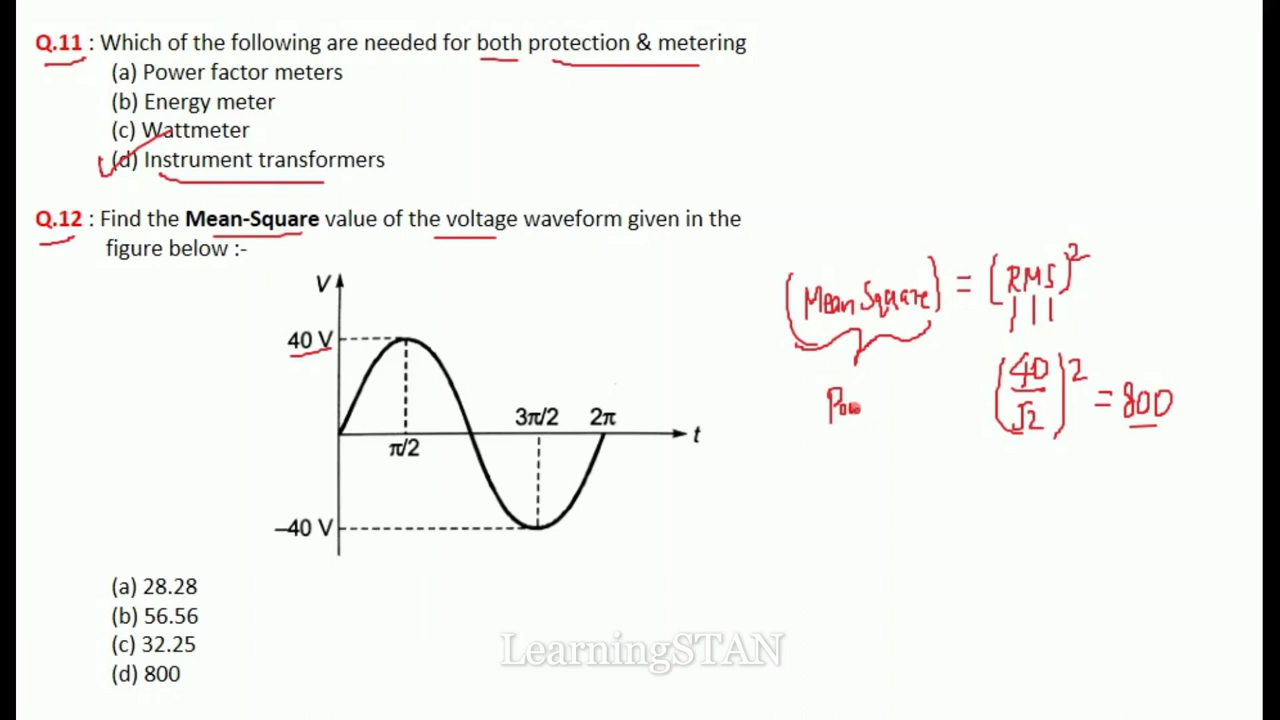 Q.11 : Which of the following are needed for both protection & metering
(a) Power factor meters
(b) Energy meter
(c) Wattmeter
(d) Instrument transformers
Q.12 : Find the Mean-Square value of the voltage waveform given in the
figure below :-
V
40 V
π/2
3π/2 2π
t
–40 V
(Mean Square) = (RMS)²
(40/√2)² = 800
Pow
(a) 28.28
(b) 56.56
(c) 32.25
(d) 800
LearningSTAN